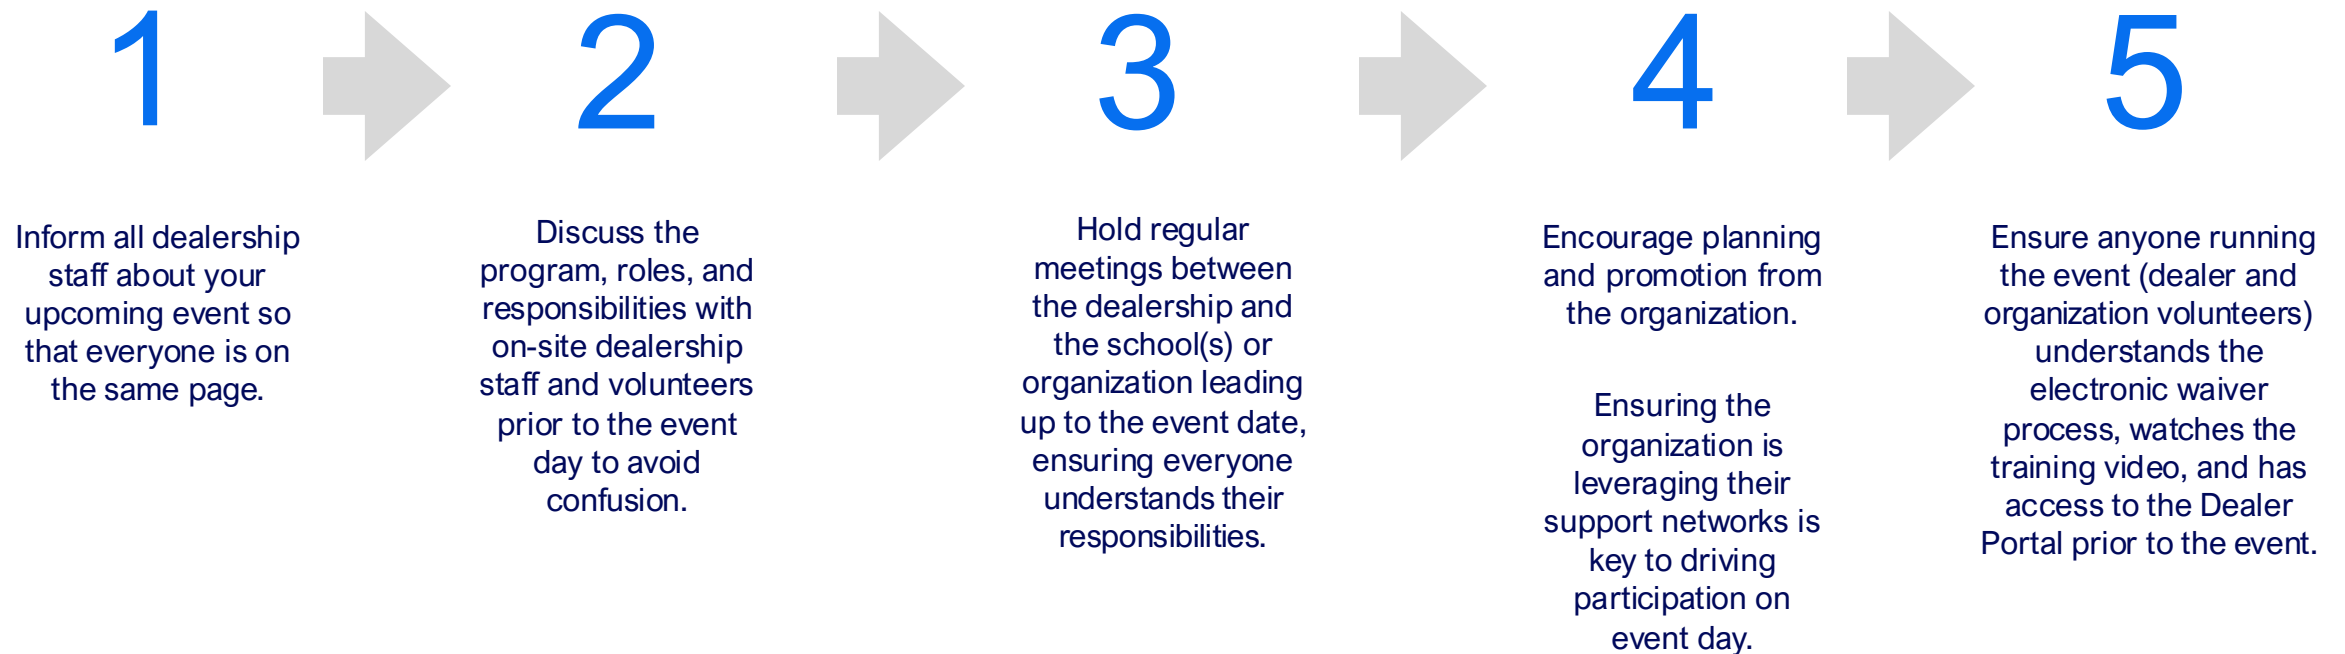 1
Inform all dealership
staff about your
upcoming event so
that everyone is on
the same page.
2
Discuss the
program, roles, and
responsibilities with
on-site dealership
staff and volunteers
prior to the event
day to avoid
confusion.
3
Hold regular
meetings between
the dealership and
the school(s) or
organization leading
up to the event date,
ensuring everyone
understands their
responsibilities.
4
Encourage planning
and promotion from
the organization.
Ensuring the
organization is
leveraging their
support networks is
key to driving
participation on
event day.
5
Ensure anyone running
the event (dealer and
organization volunteers)
understands the
electronic waiver
process, watches the
training video, and has
access to the Dealer
Portal prior to the event.